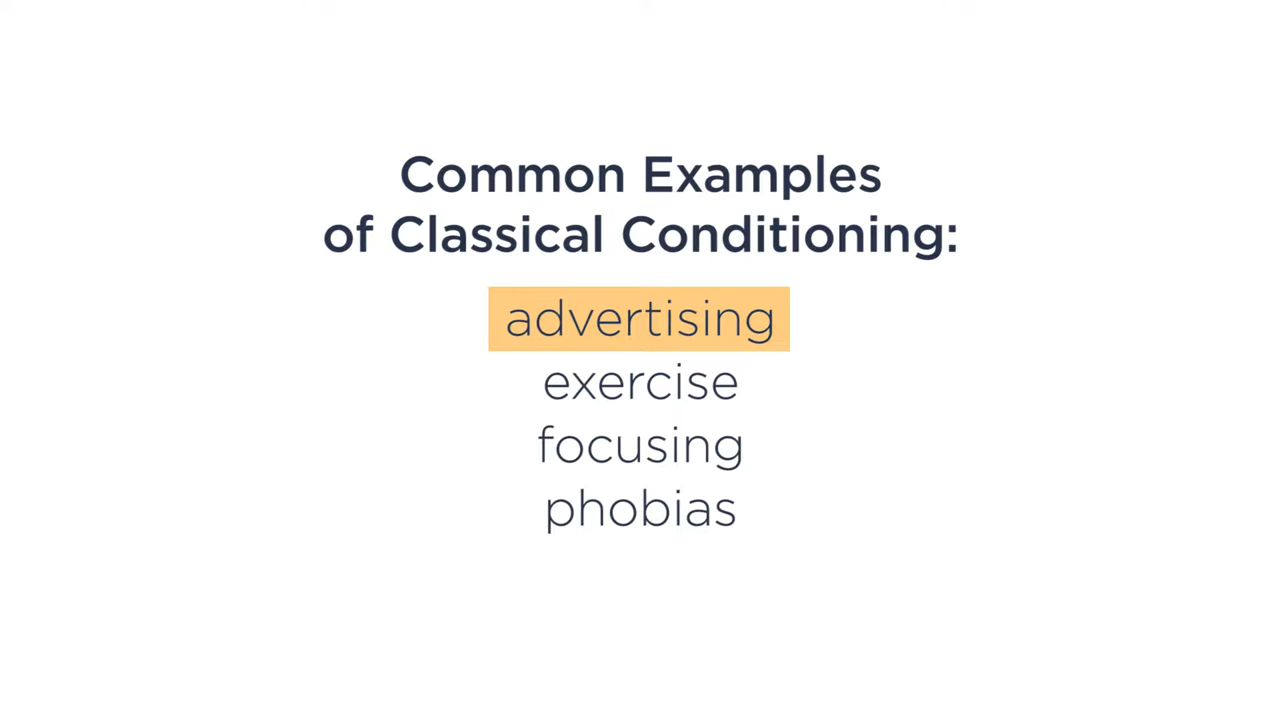 Common Examples
of Classical Conditioning:
advertising
exercise
focusing
phobias